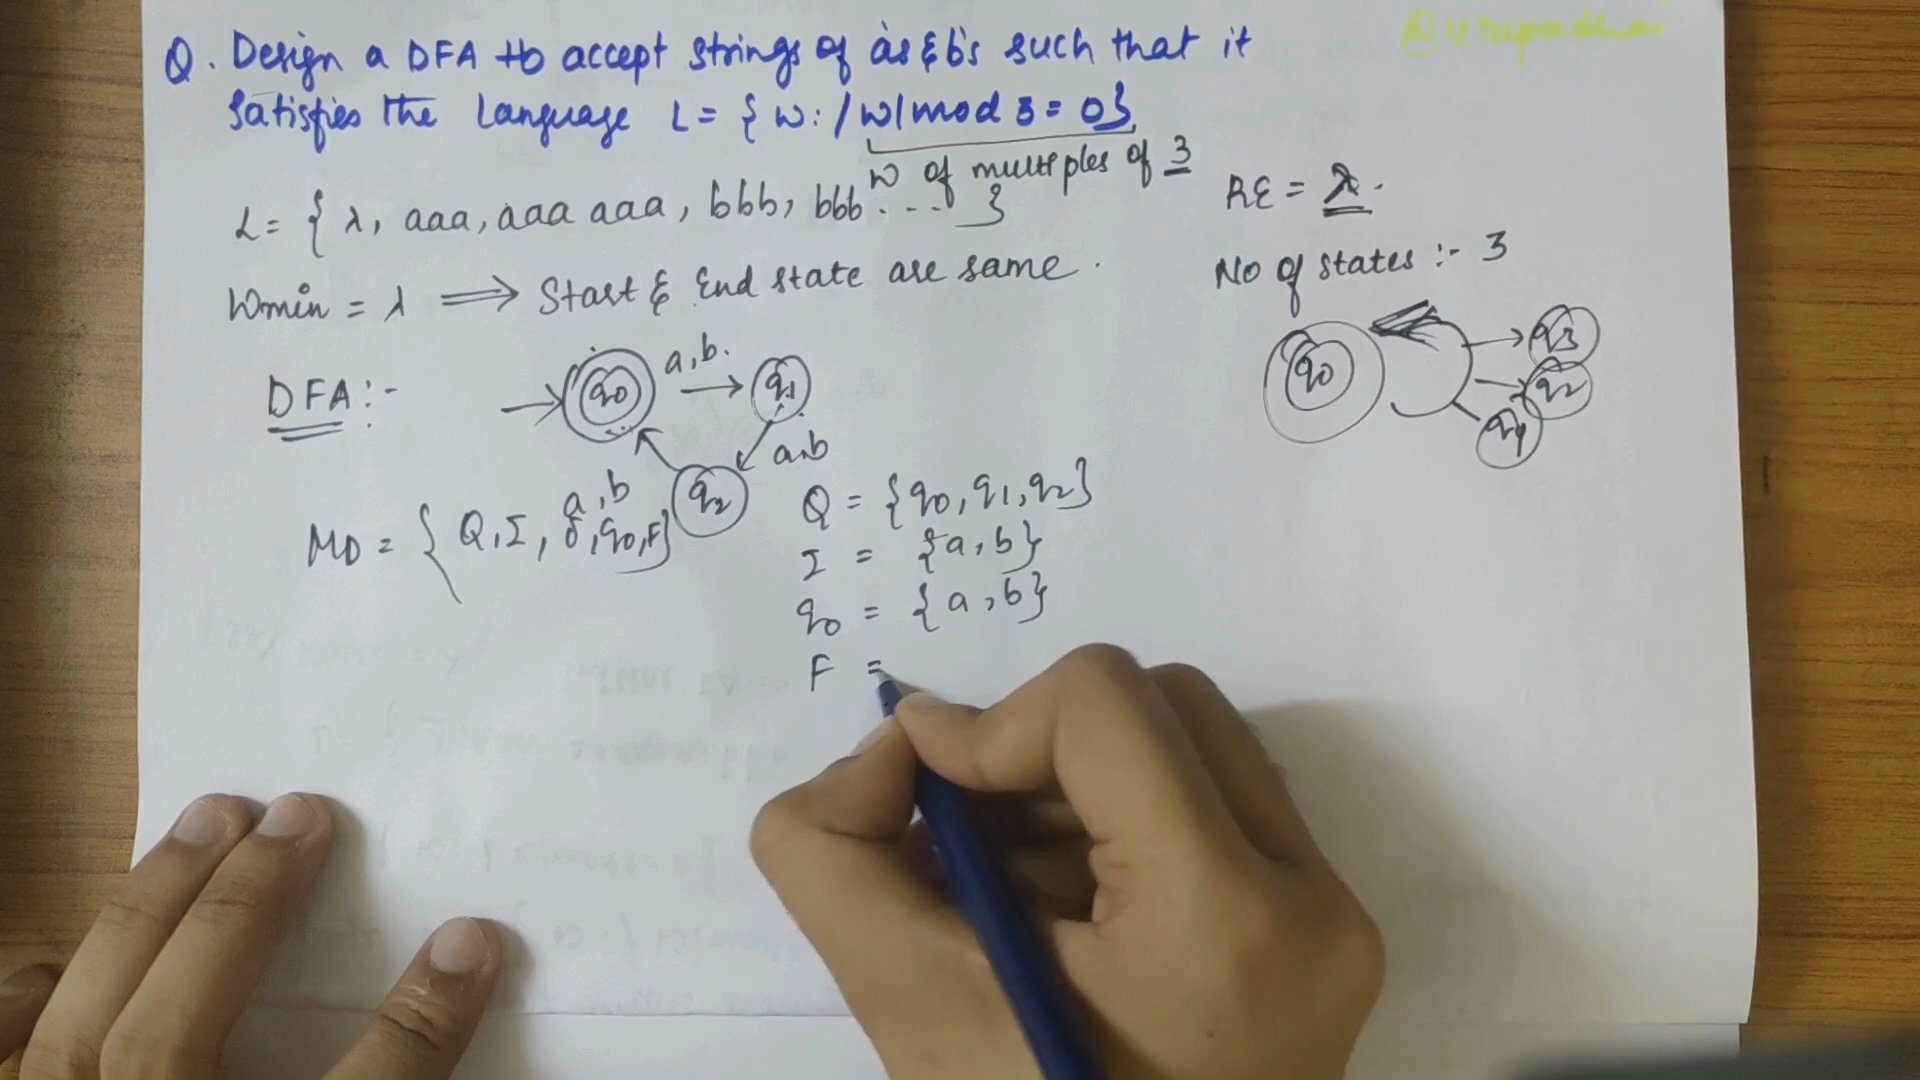 Q. Design a DFA to accept strings of a's & b's such that it
satisfies the Language L = { w: |w| mod 3 = 0}
w of multiples of 3
L = { λ, aaa, aaa aaa, bbb, bbb ... }
RE = λ.
Wmin = λ ⟹ Start & End state are same.
No of states :- 3
DFA :-
q0 a,b. q1
q0 q3
q2
q4
a,b
a,b q2
MD = { Q, Σ, δ, q0, F}
Q = {q0, q1, q2}
Σ = {a, b}
q0 = {a, b}
F =